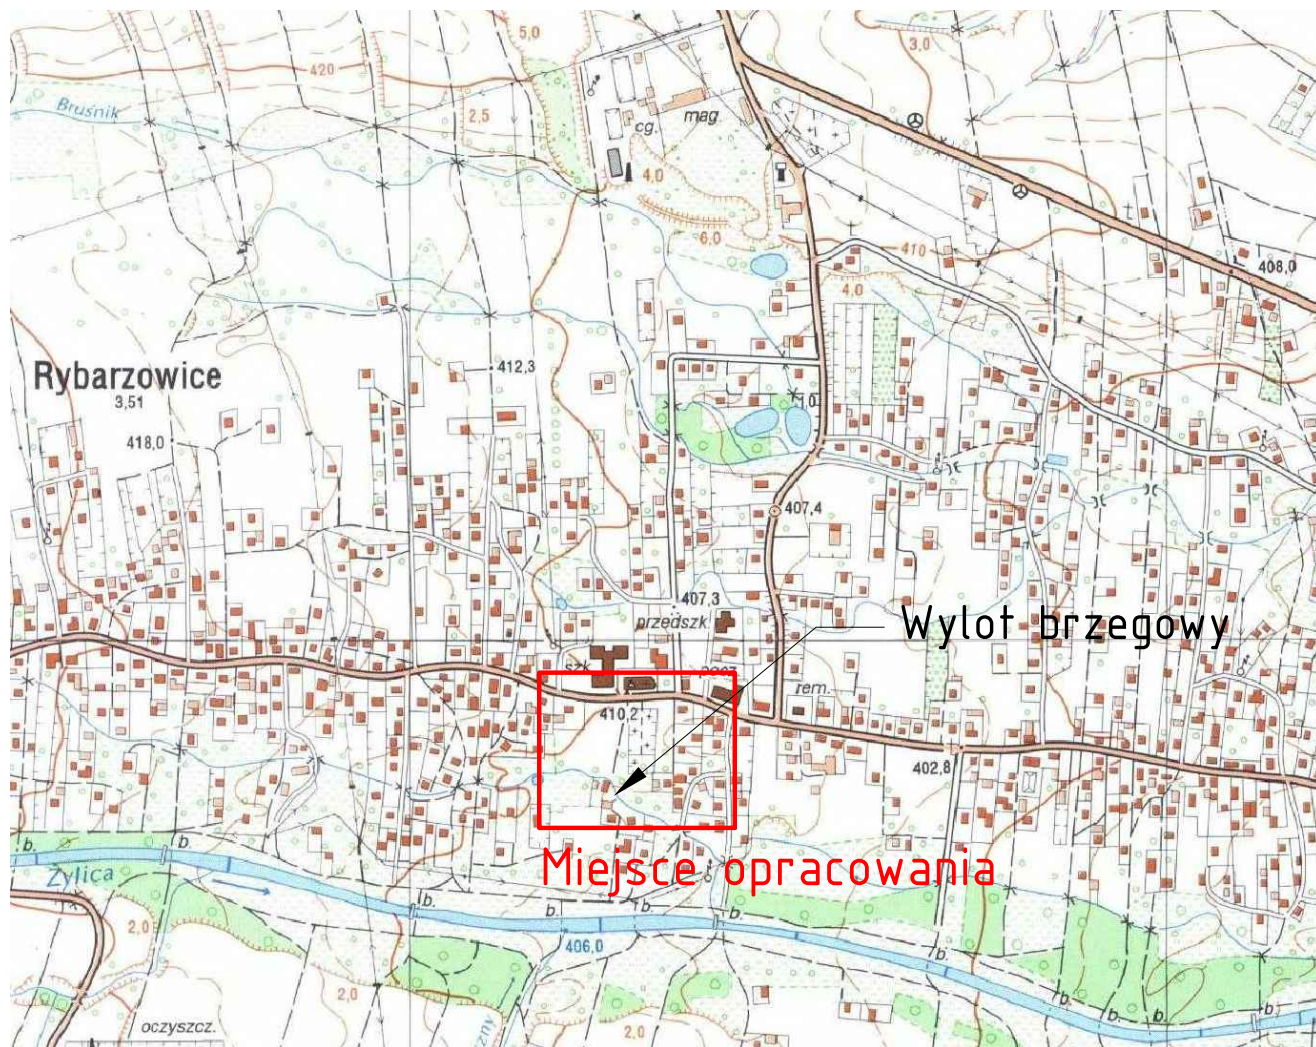 5,0
3,0
420
Bruśnik
2,5
mag
cg.
4,0
6,0
410
408,0
4,0
Rybarzowice
3,51
412,3
10
418,0
407,4
407,3
przedszk
Wylot brzegowy
szk
rem.
410,2
402,8
Miejsce opracowania
b.
b.
Żylica
b.
b.
b.
b.
2,0
406,0
b.
2,0
b.
b.
b.
oczyszcz.
2,0